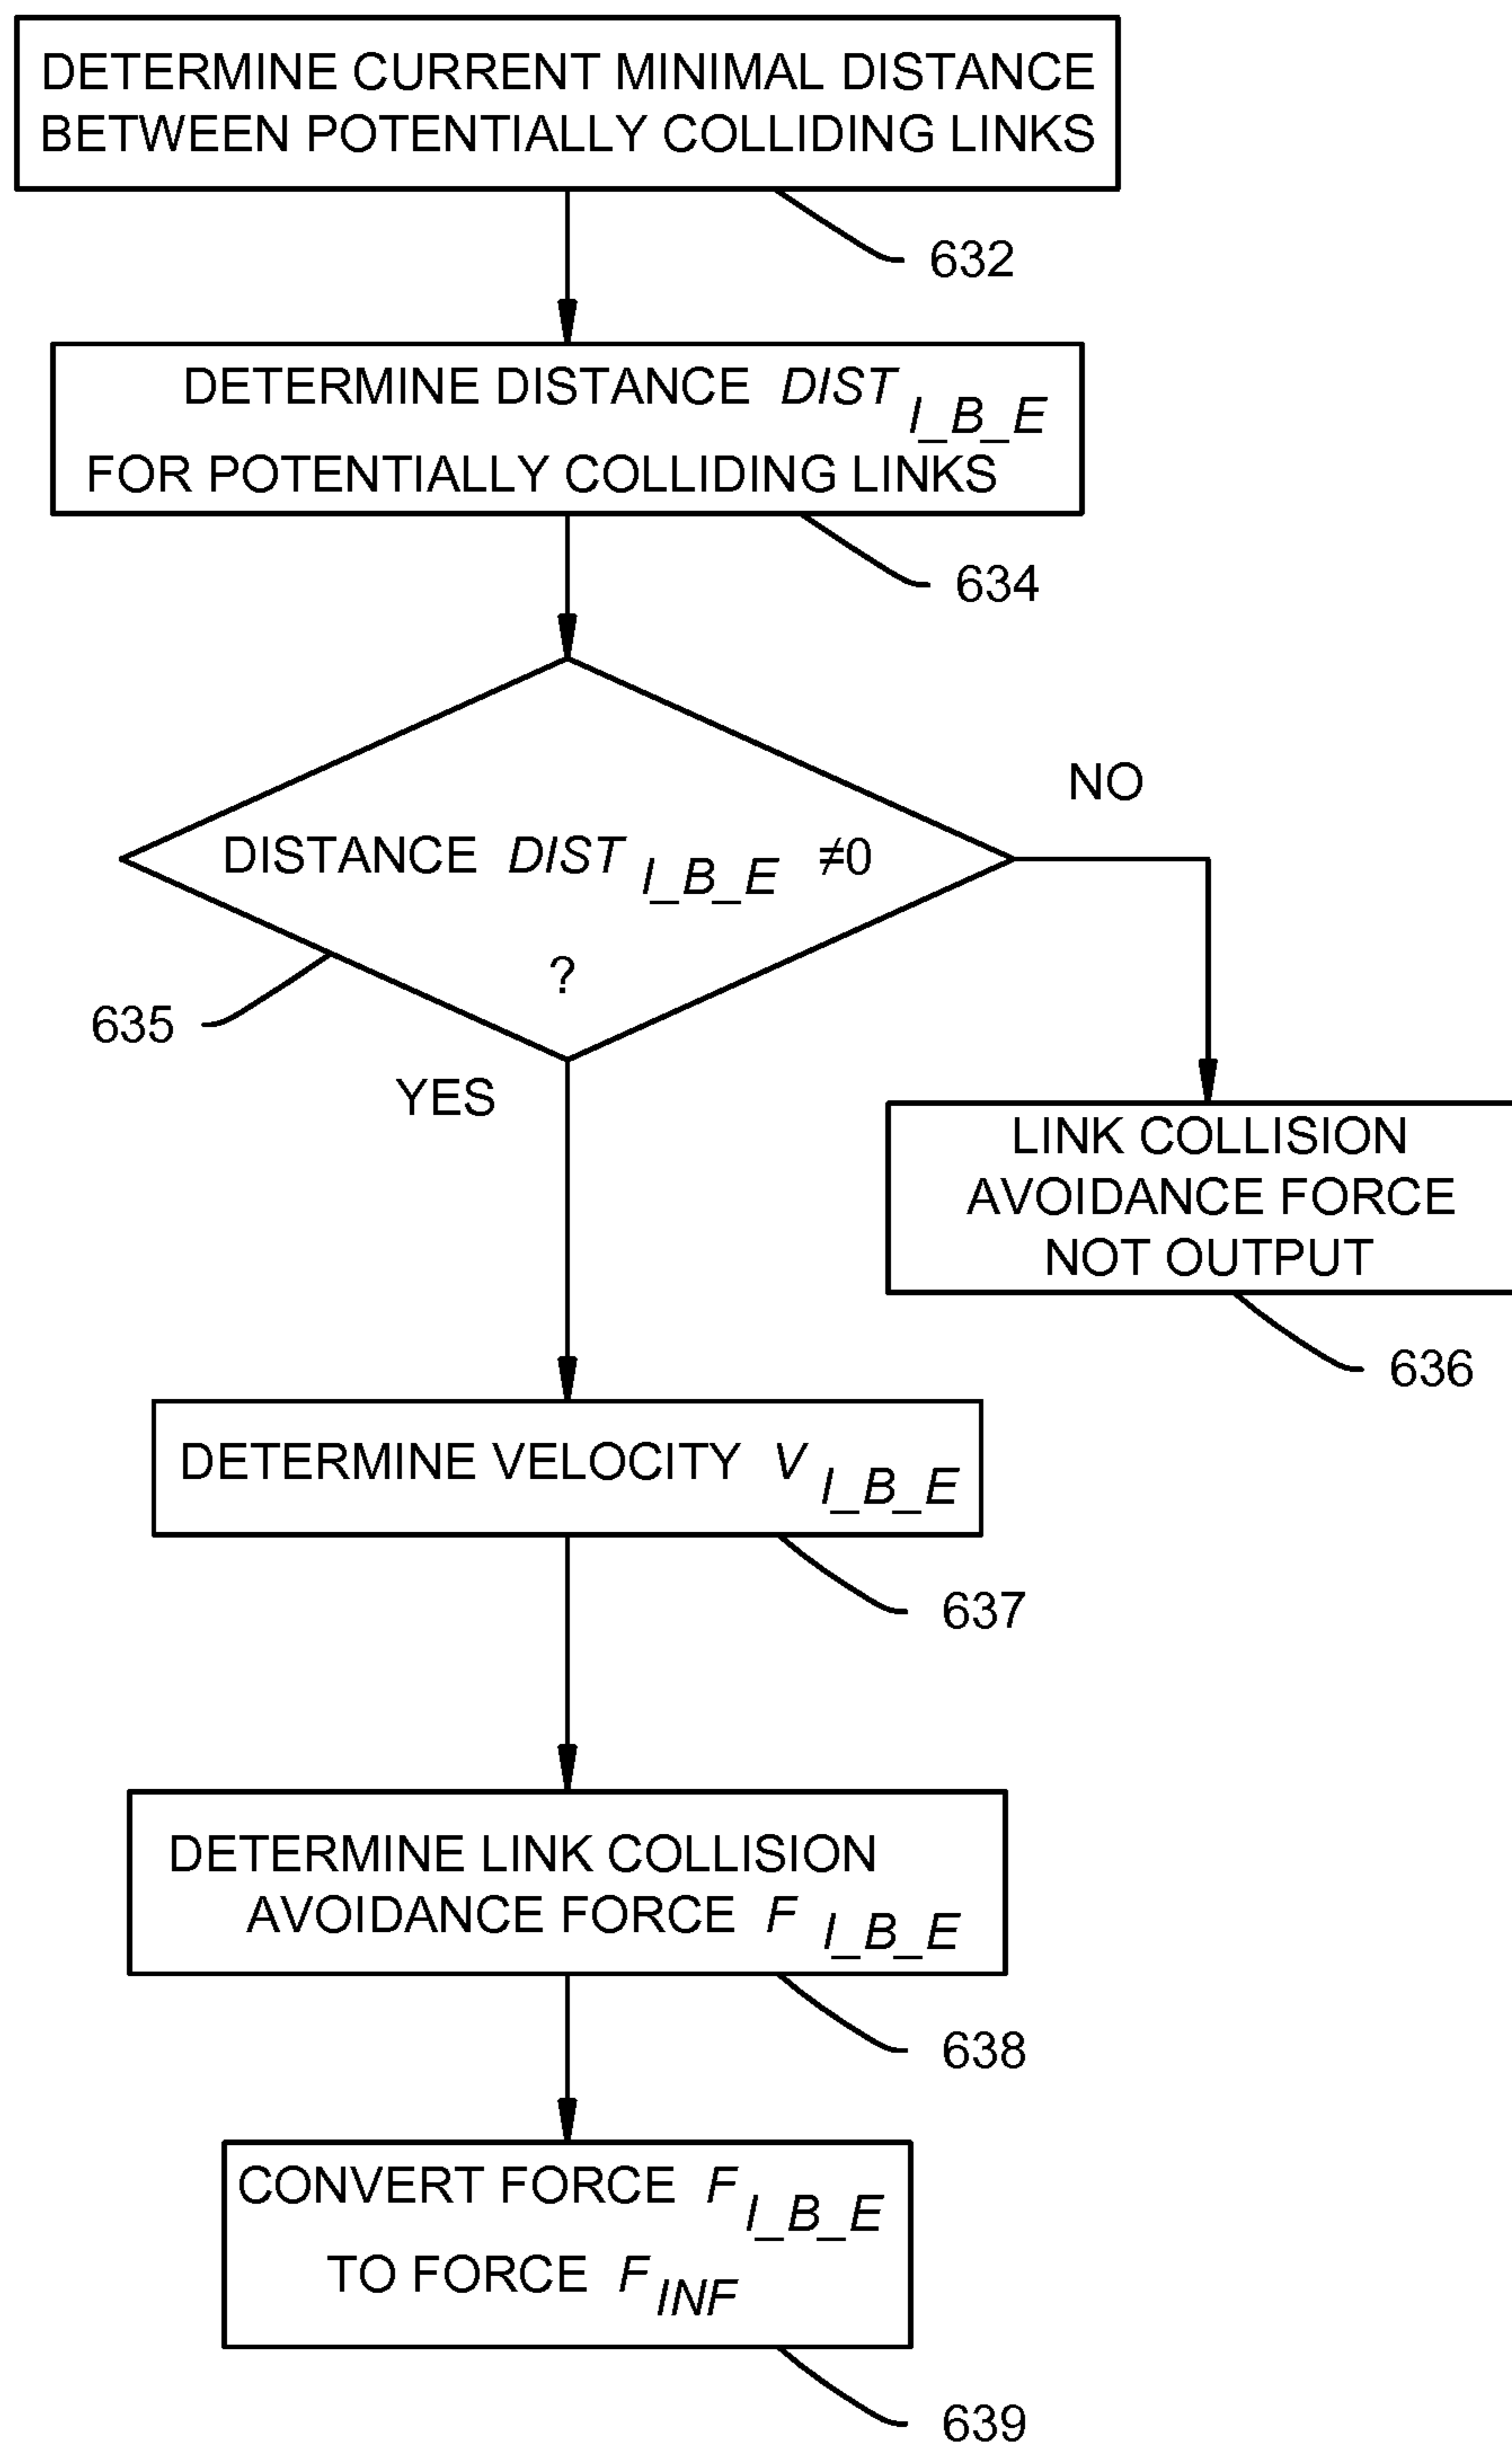 DETERMINE CURRENT MINIMAL DISTANCE
BETWEEN POTENTIALLY COLLIDING LINKS
632
DETERMINE DISTANCE DIST I_B_E
FOR POTENTIALLY COLLIDING LINKS
634
NO
DISTANCE DIST I_B_E ≠0
?
635
YES
LINK COLLISION
AVOIDANCE FORCE
NOT OUTPUT
636
DETERMINE VELOCITY V I_B_E
637
DETERMINE LINK COLLISION
AVOIDANCE FORCE F I_B_E
638
CONVERT FORCE F I_B_E
TO FORCE F INF
639